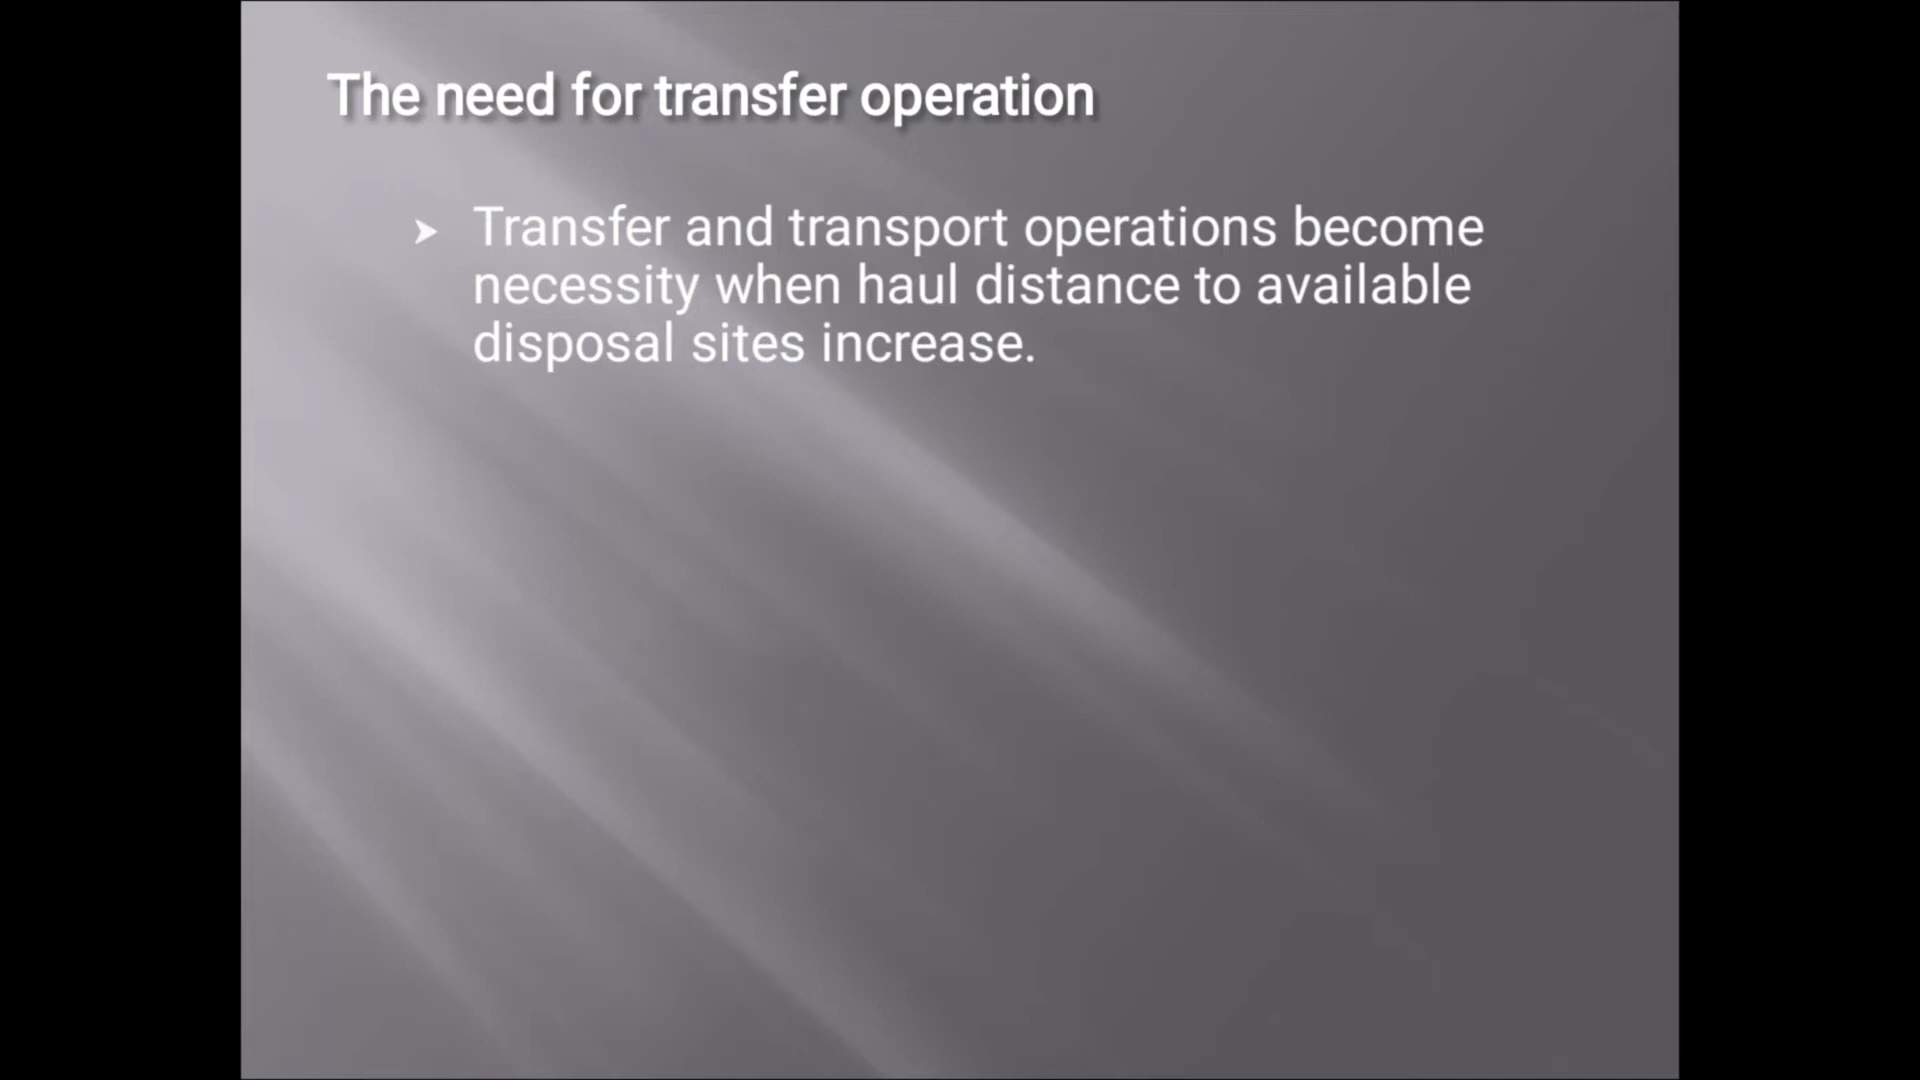 The need for transfer operation
➤ Transfer and transport operations become
necessity when haul distance to available
disposal sites increase.